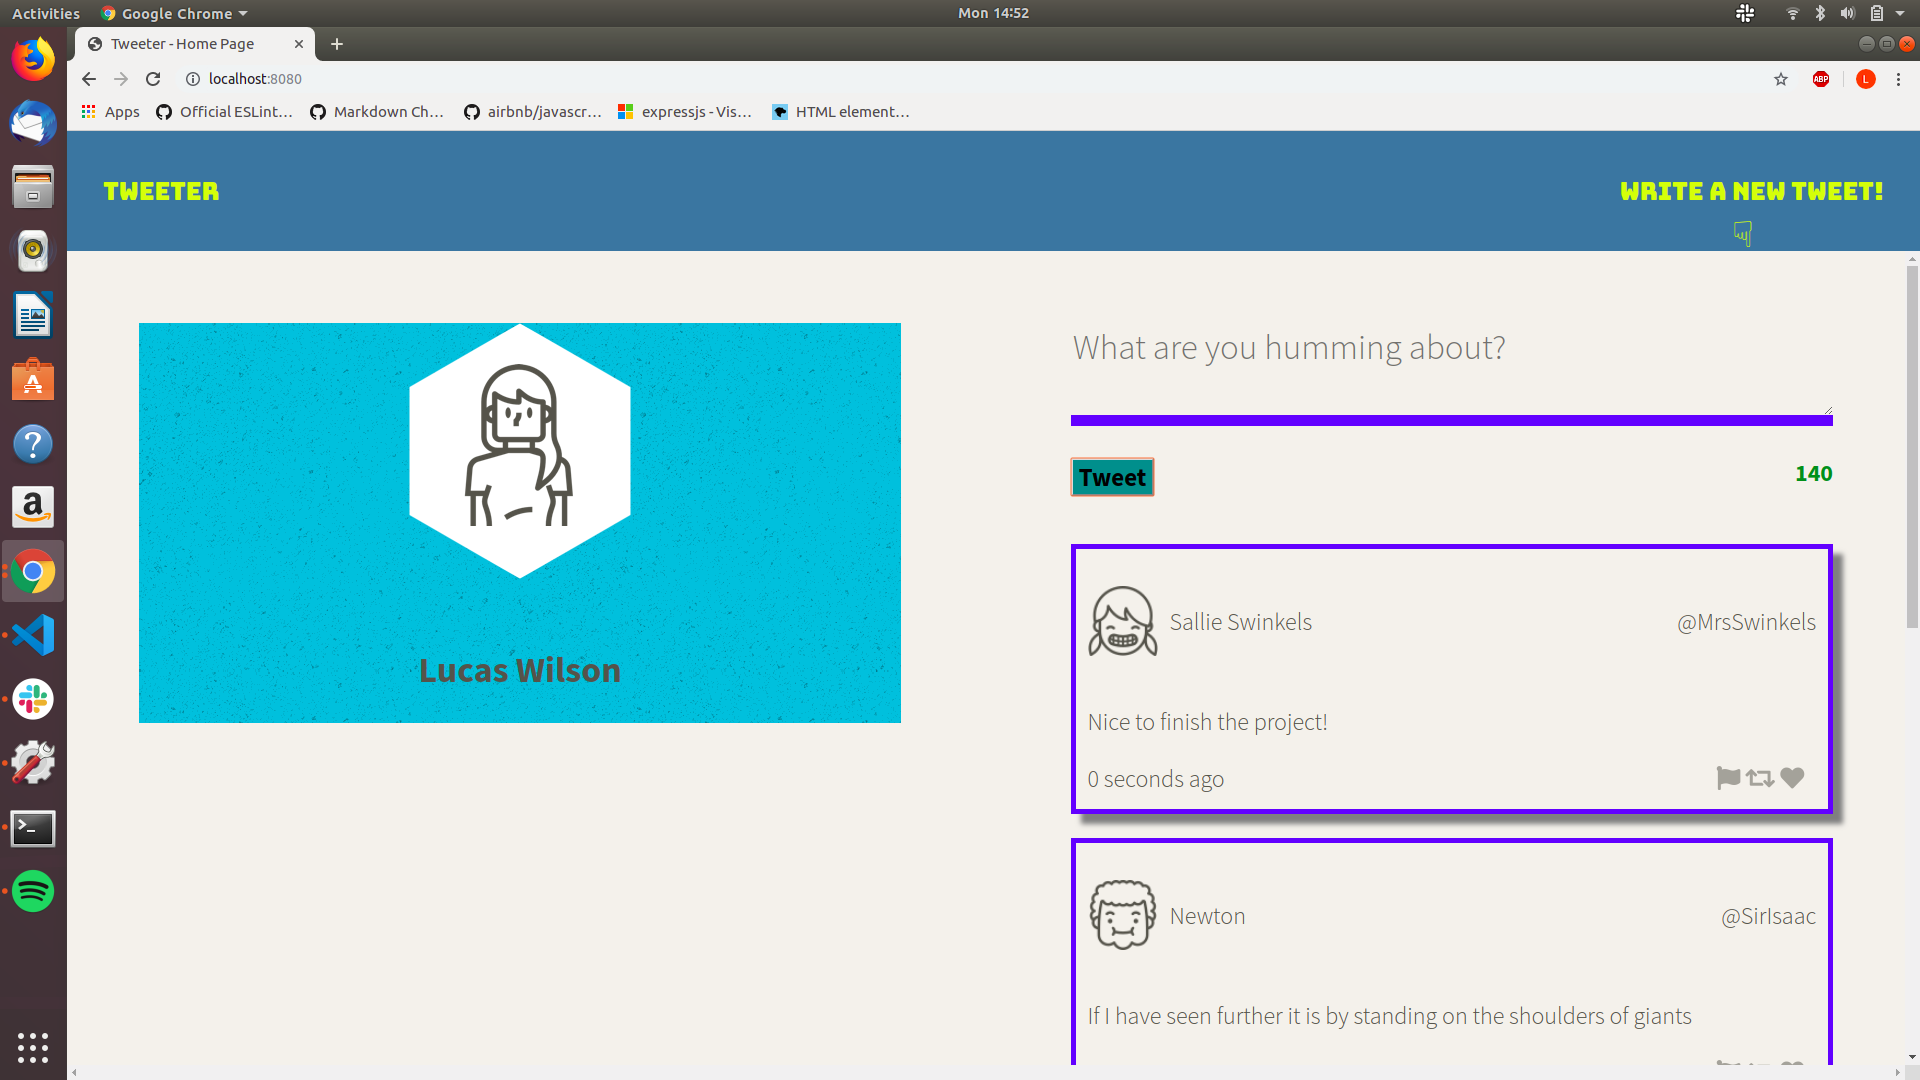 Activities Google Chrome Mon 14:52
Tweeter - Home Page
localhost:8080 ABP L
Apps Official ESLint... Markdown Ch... airbnb/javascr... expressjs - Vis... HTML element...
TWEETER WRITE A NEW TWEET!
What are you humming about?
Tweet 140
Lucas Wilson
Sallie Swinkels @MrsSwinkels
Nice to finish the project!
0 seconds ago
Newton @SirIsaac
If I have seen further it is by standing on the shoulders of giants